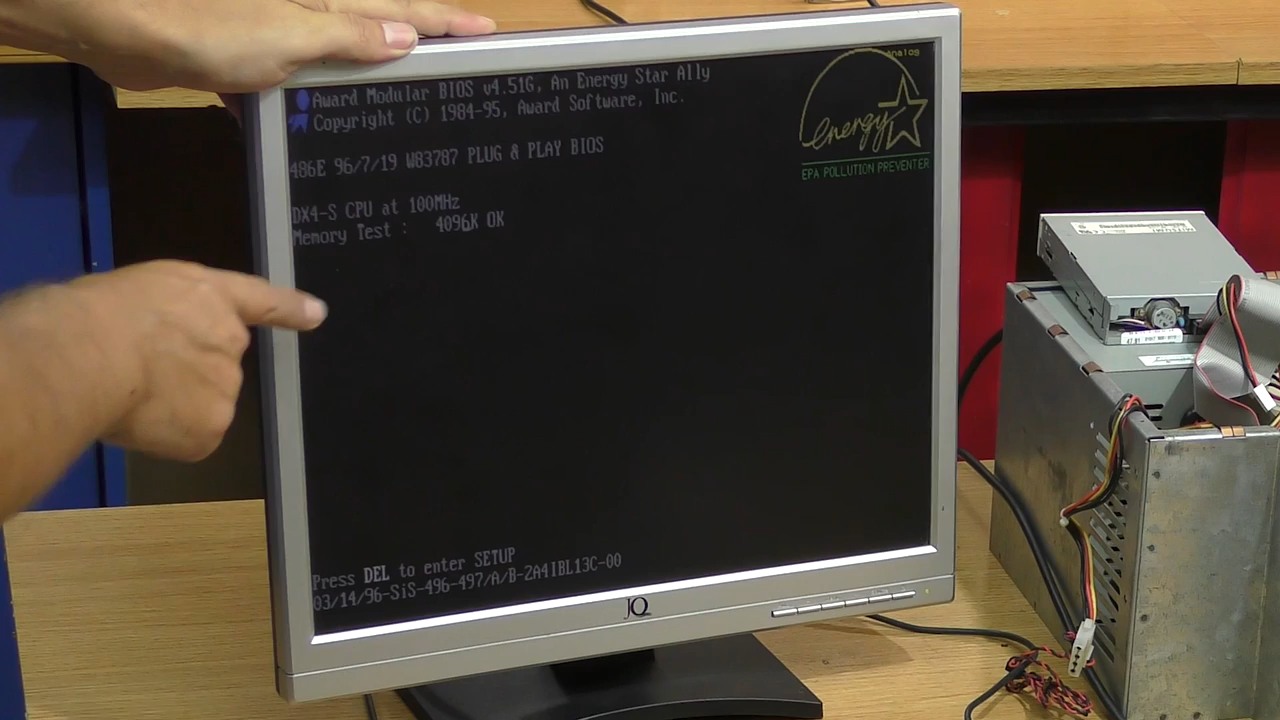 analog
Award Modular BIOS v4.51G, An Energy Star Ally
Copyright (C) 1984-95, Award Software, Inc.
energy
EPA POLLUTION PREVENTER
486E 96/7/19 W83787 PLUG & PLAY BIOS
DX4-S CPU at 100MHz
Memory Test : 4096K OK
Press DEL to enter SETUP
03/14/96-SiS-496-497/A/B-2A4IBL13C-00
JQ